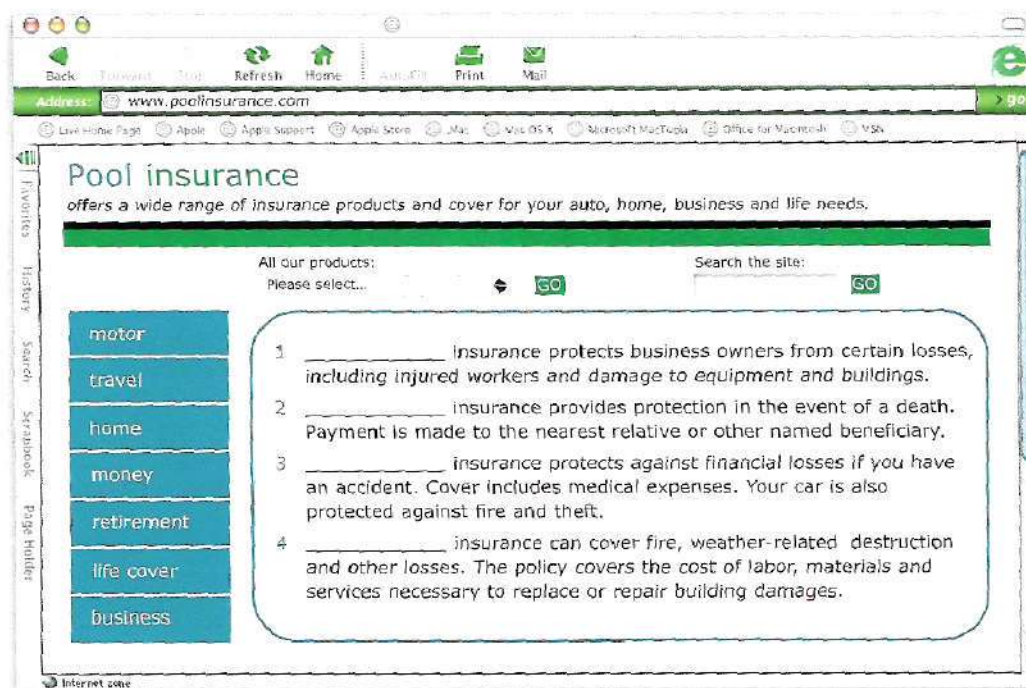 Back Forward Stop Refresh Home AutoFill Print Mail
Address: www.poolinsurance.com > go
Live Home Page Apple Apple Support Apple Store .Mac Mac OS X Microsoft MacTopia Office for Macintosh MSN
Favorites
History
Search
Scrapbook
Page Holder
Pool insurance
offers a wide range of insurance products and cover for your auto, home, business and life needs.
All our products:
Please select... GO
Search the site:
GO
motor
travel
home
money
retirement
life cover
business
1 ____________ insurance protects business owners from certain losses,
including injured workers and damage to equipment and buildings.
2 ____________ insurance provides protection in the event of a death.
Payment is made to the nearest relative or other named beneficiary.
3 ____________ insurance protects against financial losses if you have
an accident. Cover includes medical expenses. Your car is also
protected against fire and theft.
4 ____________ insurance can cover fire, weather-related destruction
and other losses. The policy covers the cost of labor, materials and
services necessary to replace or repair building damages.
Internet zone